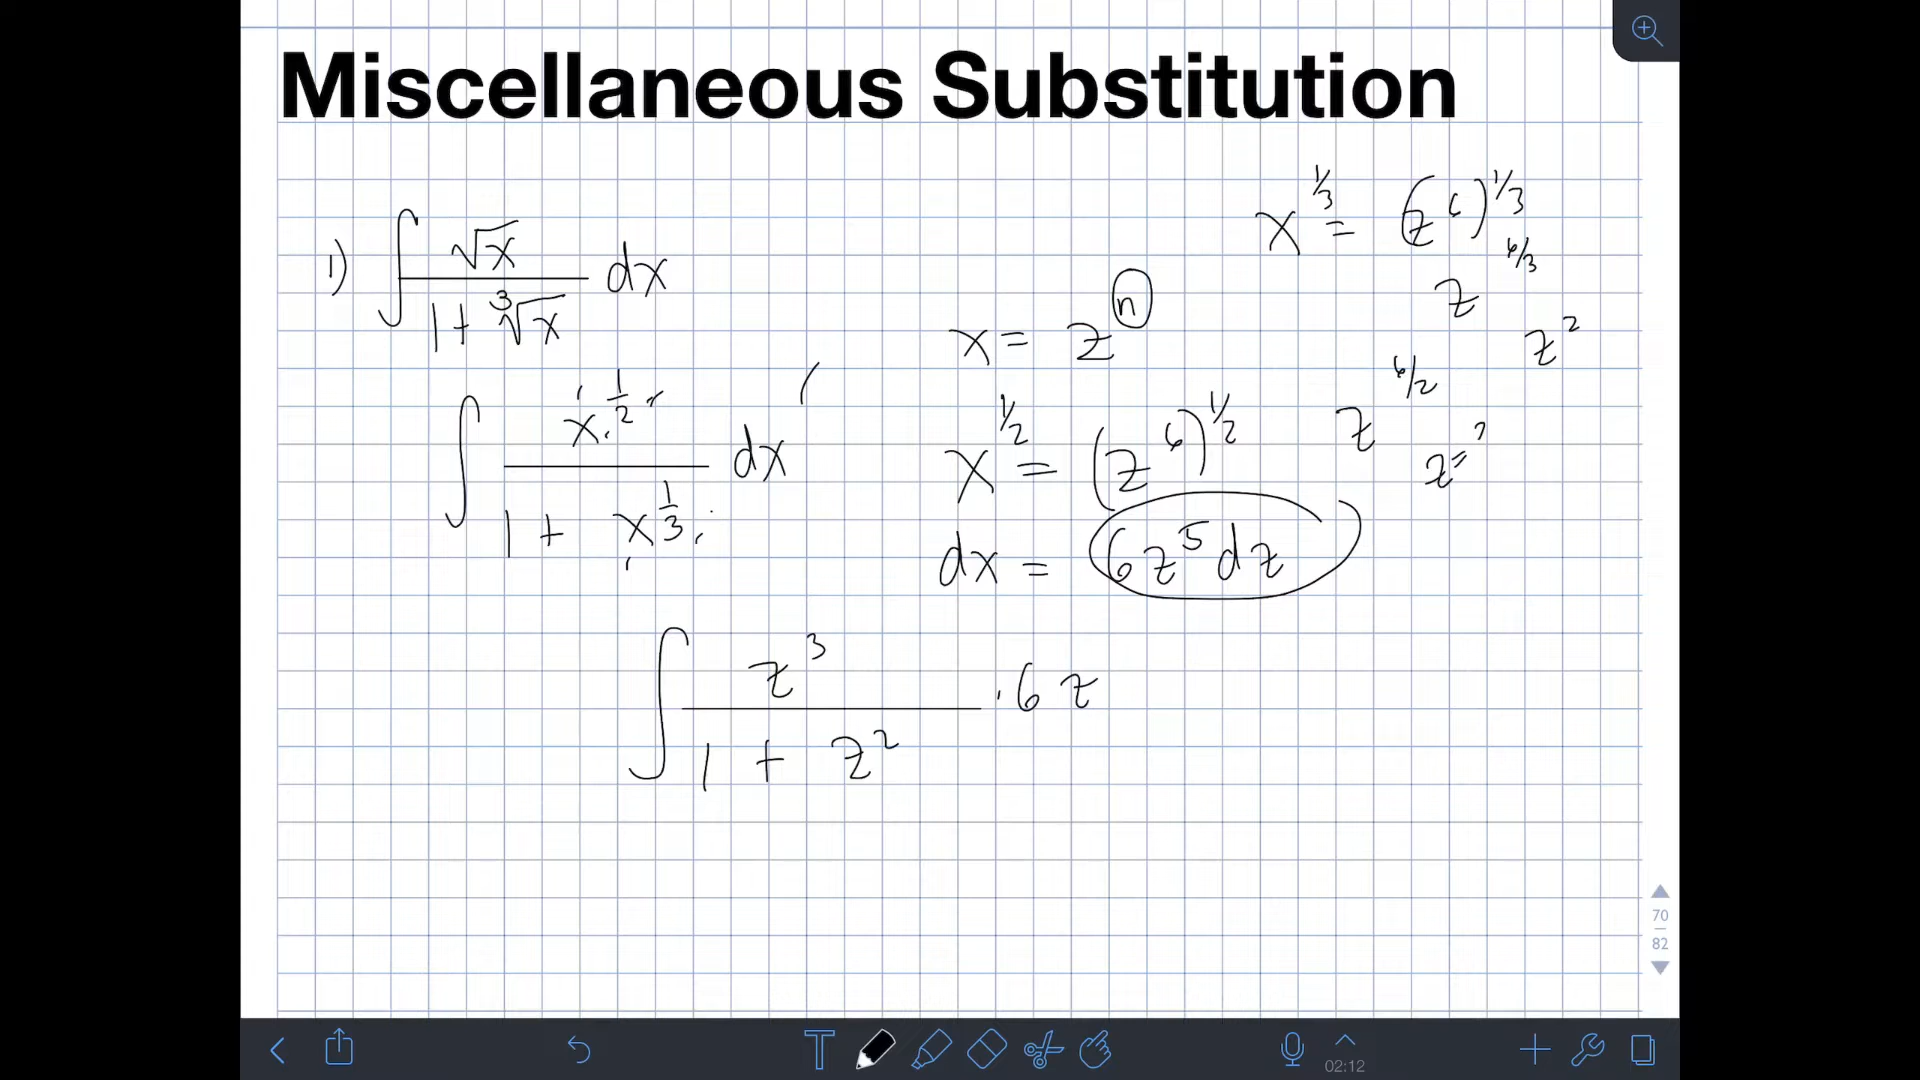 Miscellaneous Substitution
1) ∫ √x / (1 + ³√x) dx
x^(1/3) = (z^6)^(1/3)
z^(6/3)
z^2
x = z^n
∫ x^(1/2) / (1 + x^(1/3)) dx
x^(1/2) = (z^6)^(1/2)
z^(6/2)
z=
dx = 6z^5 dz
∫ z^3 / (1 + z^2) · 6z
70
82
T
02:12